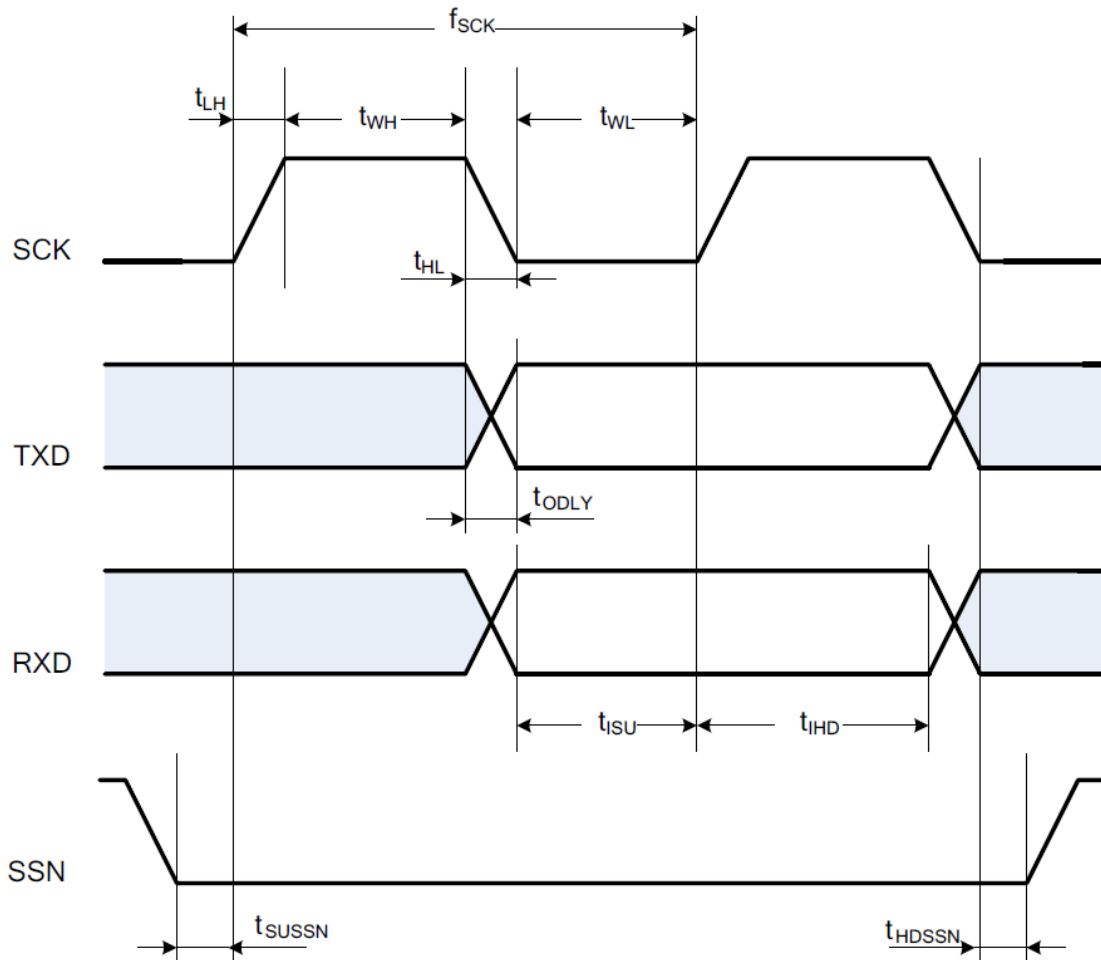 fSCK
tLH
tWH
tWL
SCK
tHL
TXD
tODLY
RXD
tISU
tIHD
SSN
tSUSSN
tHDSSN